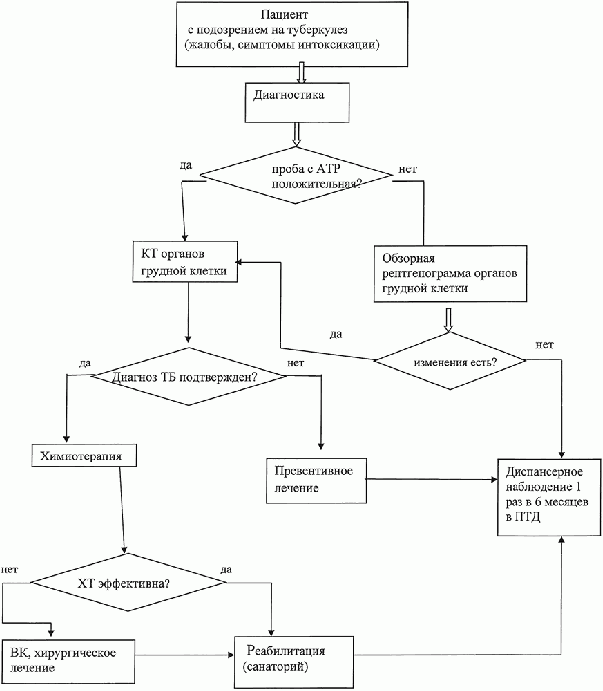 Пациент
с подозрением на туберкулез
(жалобы, симптомы интоксикации)
Диагностика
да
проба с АТР
положительная?
нет
КТ органов
грудной клетки
Обзорная
рентгенограмма органов
грудной клетки
да
изменения есть?
нет
да
Диагноз ТБ подтвержден?
нет
Химиотерапия
Превентивное
лечение
Диспансерное
наблюдение 1
раз в 6 месяцев
в ПТД
нет
ХТ эффективна?
да
ВК, хирургическое
лечение
Реабилитация
(санаторий)